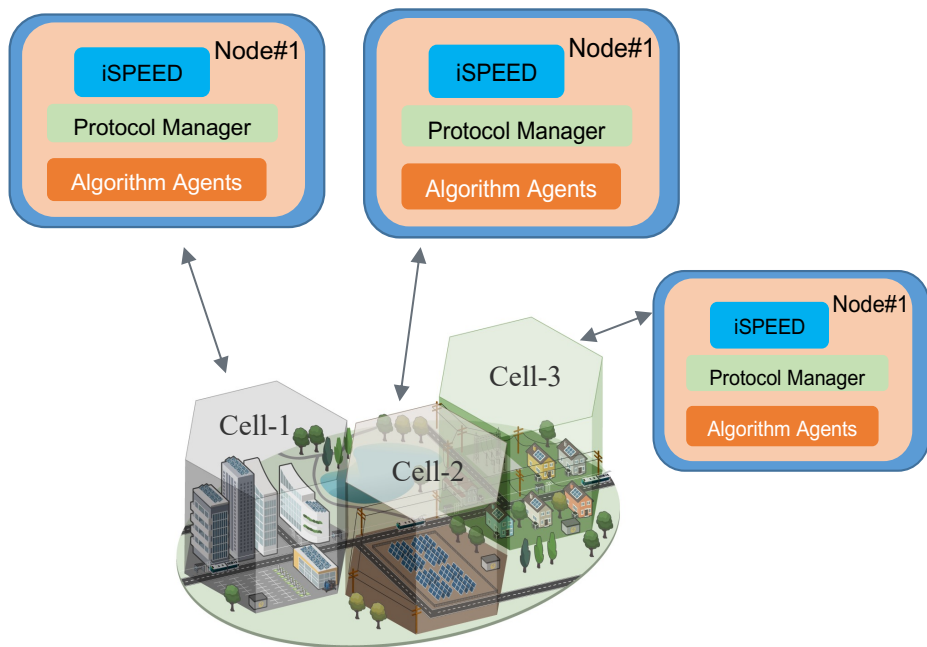 Node#1
iSPEED
Protocol Manager
Algorithm Agents
Node#1
iSPEED
Protocol Manager
Algorithm Agents
Node#1
iSPEED
Protocol Manager
Algorithm Agents
Cell-1
Cell-2
Cell-3